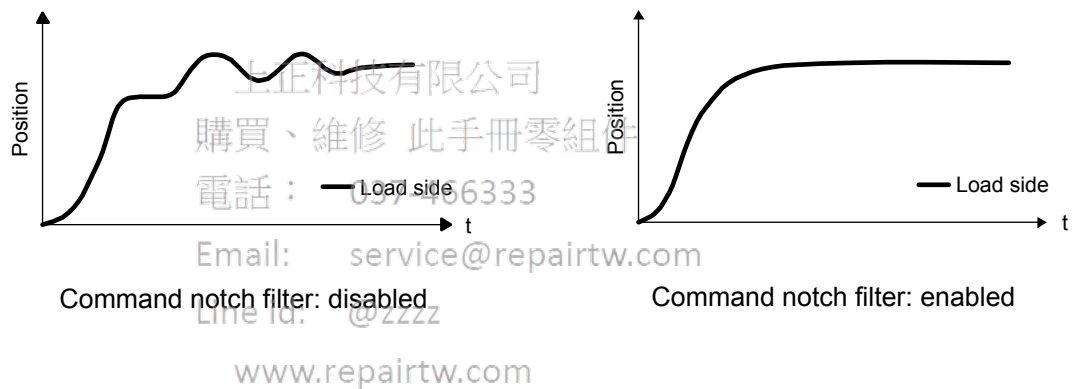 Position
Load side
t
Command notch filter: disabled
Position
Load side
t
Command notch filter: enabled
上正科技有限公司
購買、維修 此手冊零組件
電話: 037-466333
Email: service@repairtw.com
Line id: @zzzz
www.repairtw.com